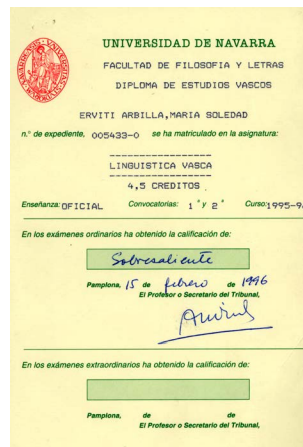 UNIVERSIDAD DE NAVARRA
FACULTAD DE FILOSOFIA Y LETRAS
DIPLOMA DE ESTUDIOS VASCOS
ERVITI ARBILLA,MARIA SOLEDAD
n.º de expediente, 005433-0 se ha matriculado en la asignatura:
LINGUISTICA VASCA
4,5 CREDITOS
Enseñanza: OFICIAL Convocatorias: 1ª y 2ª Curso: 1995-9
En los exámenes ordinarios ha obtenido la calificación de:
Sobresaliente
Pamplona, 15 de febrero de 1996
El Profesor o Secretario del Tribunal,
En los exámenes extraordinarios ha obtenido la calificación de:
Pamplona, de de
El Profesor o Secretario del Tribunal,